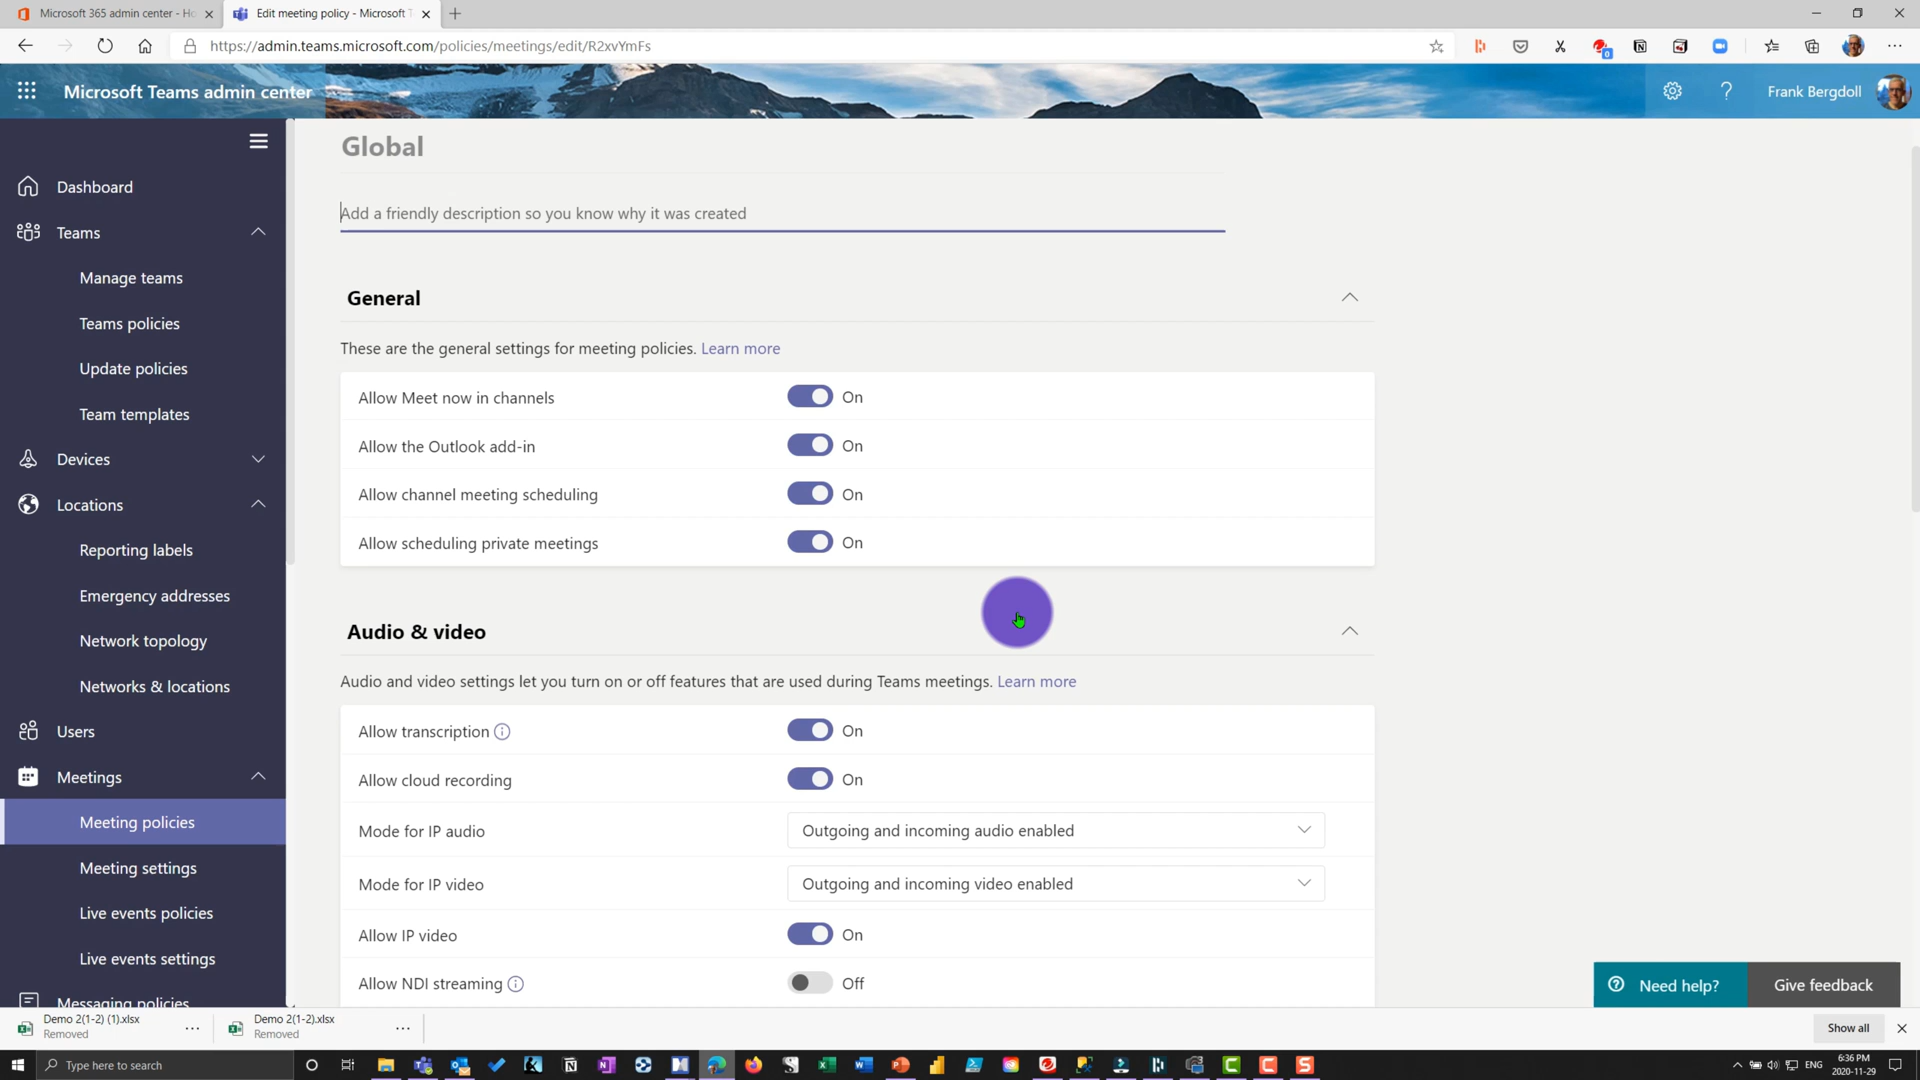 Microsoft 365 admin center - Ho
Edit meeting policy - Microsoft T
https://admin.teams.microsoft.com/policies/meetings/edit/R2xvYmFs
Microsoft Teams admin center
Frank Bergdoll
Dashboard
Teams
Manage teams
Teams policies
Update policies
Team templates
Devices
Locations
Reporting labels
Emergency addresses
Network topology
Networks & locations
Users
Meetings
Meeting policies
Meeting settings
Live events policies
Live events settings
Messaging policies
Global
Add a friendly description so you know why it was created
General
These are the general settings for meeting policies. Learn more
Allow Meet now in channels On
Allow the Outlook add-in On
Allow channel meeting scheduling On
Allow scheduling private meetings On
Audio & video
Audio and video settings let you turn on or off features that are used during Teams meetings. Learn more
Allow transcription On
Allow cloud recording On
Mode for IP audio Outgoing and incoming audio enabled
Mode for IP video Outgoing and incoming video enabled
Allow IP video On
Allow NDI streaming Off
Need help?
Give feedback
Demo 2(1-2) (1).xlsx
Removed
Demo 2(1-2).xlsx
Removed
Show all
Type here to search
ENG
6:36 PM
2020-11-29